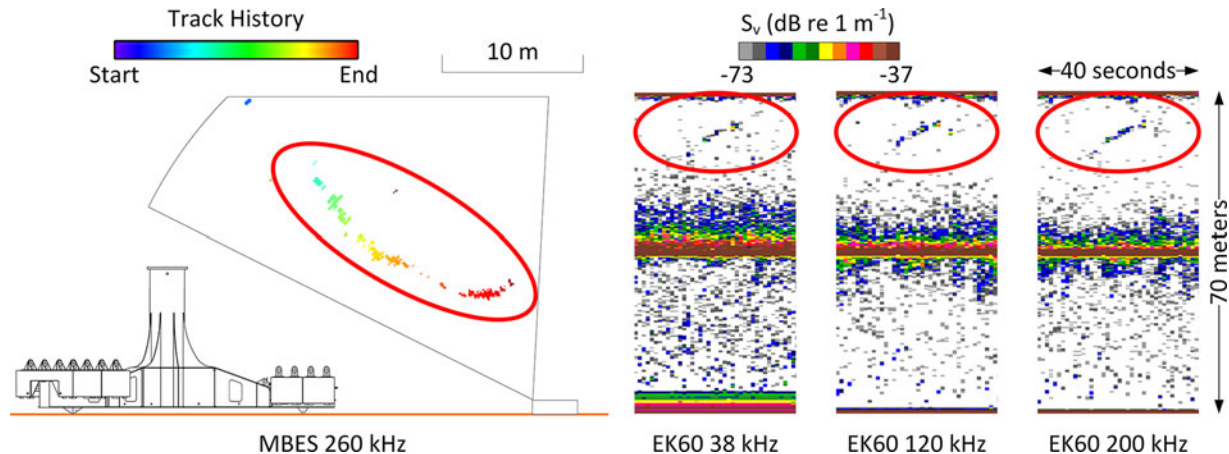 Track History
Start
End
10 m
Sv (dB re 1 m-1)
-73
-37
40 seconds
70 meters
MBES 260 kHz
EK60 38 kHz
EK60 120 kHz
EK60 200 kHz